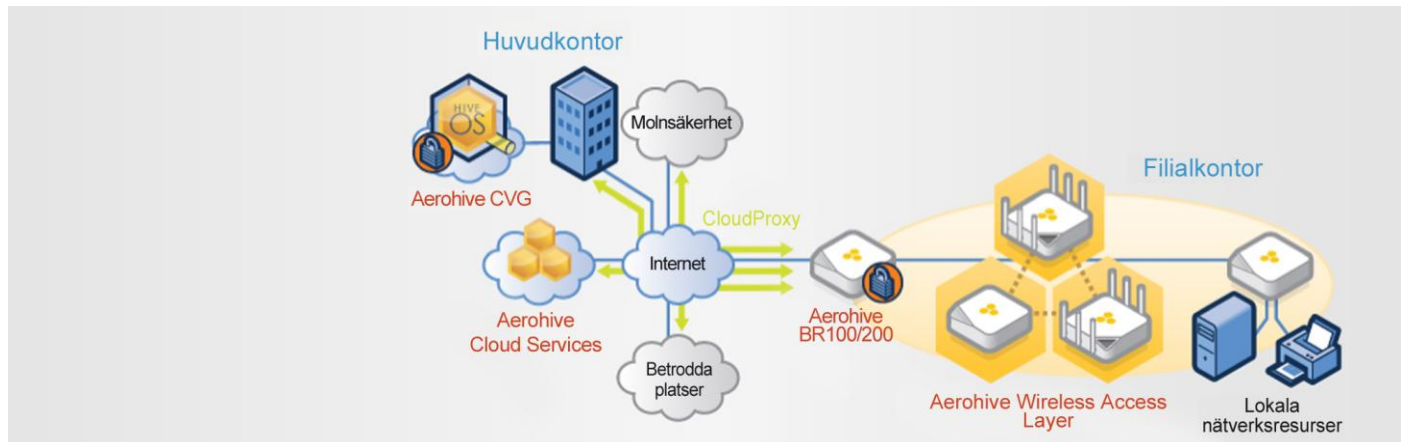 Huvudkontor
HIVE
OS
Molnsäkerhet
Aerohive CVG
CloudProxy
Filialkontor
Internet
Aerohive
Cloud Services
Aerohive
BR100/200
Betrodda
platser
Aerohive Wireless Access
Layer
Lokala
nätverksresurser